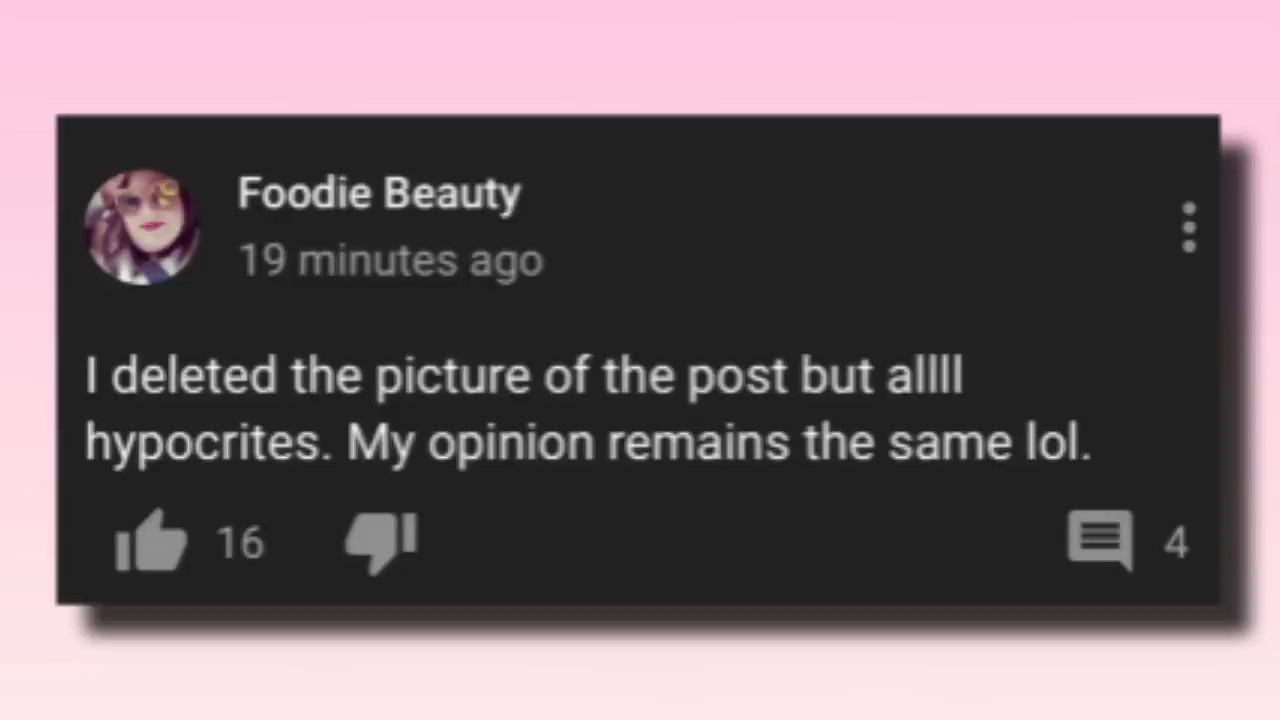 Foodie Beauty
19 minutes ago
I deleted the picture of the post but allll
hypocrites. My opinion remains the same lol.
16
4